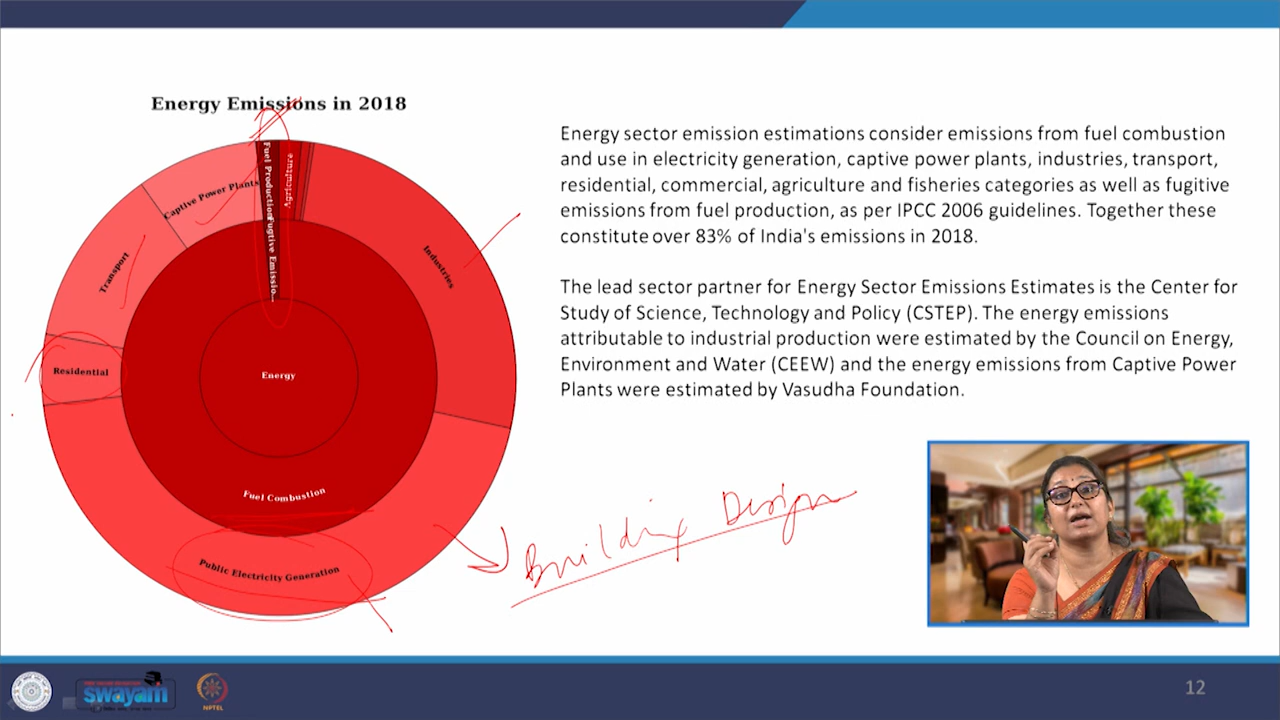 Energy Emissions in 2018
Fuel Production Fugtive Emissio...
Agriculture
Captive Power Plants
Transport
Industries
Residential
Energy
Fuel Combustion
Public Electricity Generation
Energy sector emission estimations consider emissions from fuel combustion
and use in electricity generation, captive power plants, industries, transport,
residential, commercial, agriculture and fisheries categories as well as fugitive
emissions from fuel production, as per IPCC 2006 guidelines. Together these
constitute over 83% of India's emissions in 2018.
The lead sector partner for Energy Sector Emissions Estimates is the Center for
Study of Science, Technology and Policy (CSTEP). The energy emissions
attributable to industrial production were estimated by the Council on Energy,
Environment and Water (CEEW) and the energy emissions from Captive Power
Plants were estimated by Vasudha Foundation.
Building Design
swayam
NPTEL
12